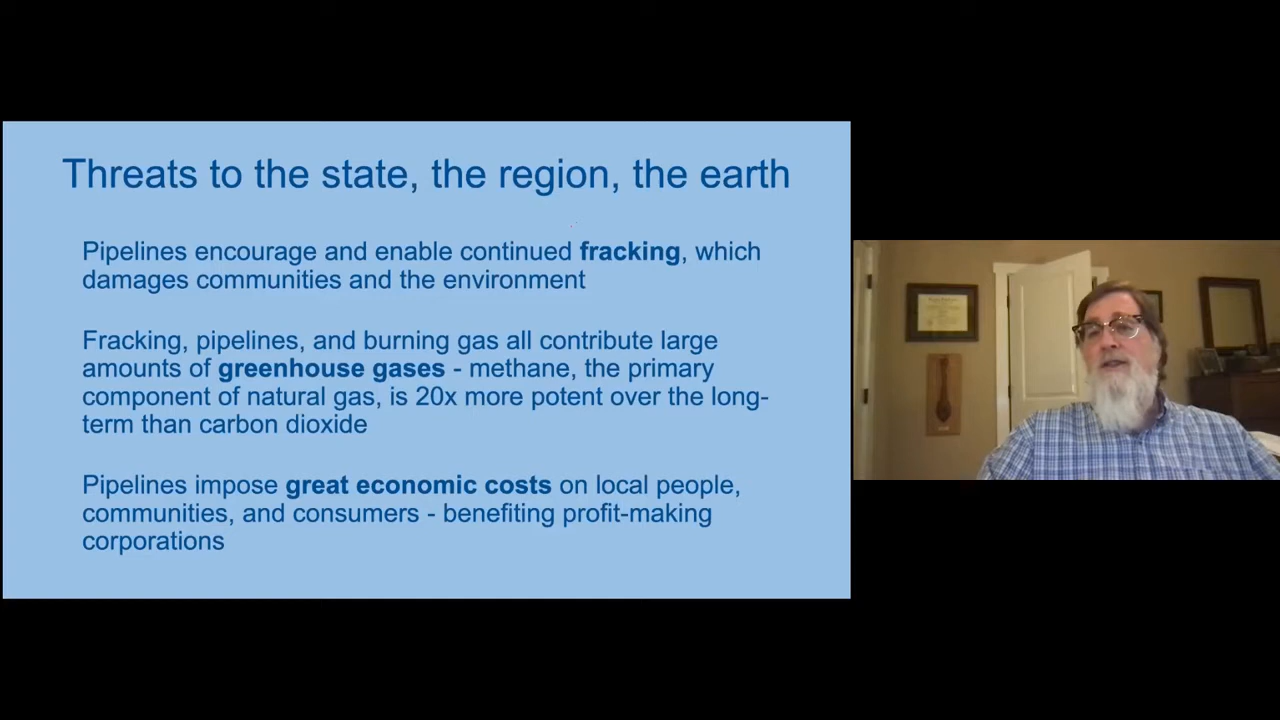 Threats to the state, the region, the earth
Pipelines encourage and enable continued fracking, which
damages communities and the environment
Fracking, pipelines, and burning gas all contribute large
amounts of greenhouse gases - methane, the primary
component of natural gas, is 20x more potent over the long-
term than carbon dioxide
Pipelines impose great economic costs on local people,
communities, and consumers - benefiting profit-making
corporations